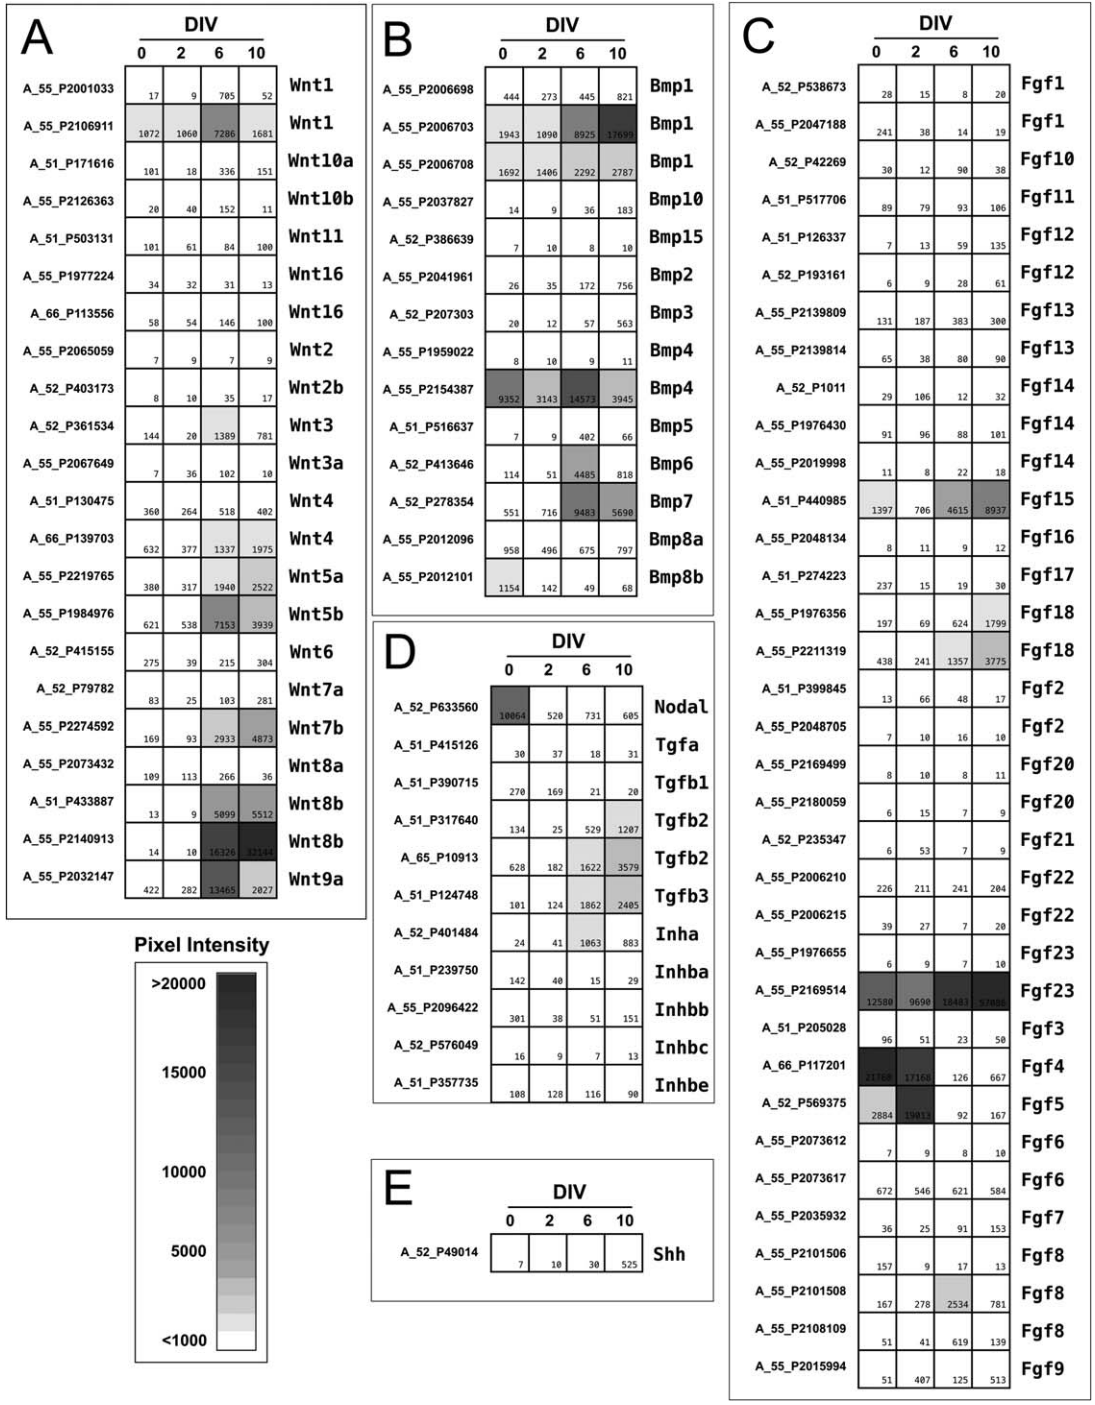 A
DIV
0 2 6 10
A_55_P2001033 17 9 705 52 Wnt1
A_55_P2106911 1072 1060 7286 1681 Wnt1
A_51_P171616 101 18 336 151 Wnt10a
A_55_P2126363 20 40 152 11 Wnt10b
A_51_P503131 101 61 84 100 Wnt11
A_55_P1977224 34 32 31 13 Wnt16
A_66_P113556 58 54 146 100 Wnt16
A_55_P2065059 7 9 7 9 Wnt2
A_52_P403173 8 10 35 17 Wnt2b
A_52_P361534 144 20 1389 781 Wnt3
A_55_P2067649 7 36 102 10 Wnt3a
A_51_P130475 360 264 518 402 Wnt4
A_66_P139703 632 377 1337 1975 Wnt4
A_55_P2219765 380 317 1940 2522 Wnt5a
A_55_P1984976 621 538 7153 3939 Wnt5b
A_52_P415155 275 39 215 304 Wnt6
A_52_P79782 83 25 103 281 Wnt7a
A_55_P2274592 169 93 2933 4873 Wnt7b
A_55_P2073432 109 113 266 36 Wnt8a
A_51_P433887 13 9 5099 5512 Wnt8b
A_55_P2140913 14 10 16326 32144 Wnt8b
A_55_P2032147 422 282 13465 2027 Wnt9a
Pixel Intensity
>20000
15000
10000
5000
<1000
B
DIV
0 2 6 10
A_55_P2006698 444 273 445 821 Bmp1
A_55_P2006703 1943 1090 8925 17699 Bmp1
A_55_P2006708 1692 1406 2292 2787 Bmp1
A_55_P2037827 14 9 36 183 Bmp10
A_52_P386639 7 10 8 10 Bmp15
A_55_P2041961 26 35 172 756 Bmp2
A_52_P207303 20 12 57 563 Bmp3
A_55_P1959022 8 10 9 11 Bmp4
A_55_P2154387 9352 3143 14573 3945 Bmp4
A_51_P516637 7 9 402 66 Bmp5
A_52_P413646 114 51 4485 818 Bmp6
A_52_P278354 551 716 9483 5690 Bmp7
A_55_P2012096 958 496 675 797 Bmp8a
A_55_P2012101 1154 142 49 68 Bmp8b
D
DIV
0 2 6 10
A_52_P633560 10064 520 731 605 Nodal
A_51_P415126 30 37 18 31 Tgfa
A_51_P390715 270 169 21 20 Tgfb1
A_51_P317640 134 25 529 1207 Tgfb2
A_65_P10913 628 182 1622 3579 Tgfb2
A_51_P124748 101 124 1862 2405 Tgfb3
A_52_P401484 24 41 1063 883 Inha
A_51_P239750 142 40 15 29 Inhba
A_55_P2096422 301 38 51 151 Inhbb
A_52_P576049 16 9 7 13 Inhbc
A_51_P357735 108 128 116 90 Inhbe
E
DIV
0 2 6 10
A_52_P49014 7 10 30 525 Shh
C
DIV
0 2 6 10
A_52_P538673 28 15 8 20 Fgf1
A_55_P2047188 241 38 14 19 Fgf1
A_52_P42269 30 12 90 38 Fgf10
A_51_P517706 89 79 93 106 Fgf11
A_51_P126337 7 13 59 135 Fgf12
A_52_P193161 6 9 28 61 Fgf12
A_55_P2139809 131 187 383 300 Fgf13
A_55_P2139814 65 38 80 90 Fgf13
A_52_P1011 29 106 12 32 Fgf14
A_55_P1976430 91 96 88 101 Fgf14
A_55_P2019998 11 8 22 18 Fgf14
A_51_P440985 1397 706 4615 8937 Fgf15
A_55_P2048134 8 11 9 12 Fgf16
A_51_P274223 237 15 19 30 Fgf17
A_55_P1976356 197 69 624 1799 Fgf18
A_55_P2211319 438 241 1357 3775 Fgf18
A_51_P399845 13 66 48 17 Fgf2
A_55_P2048705 7 10 16 10 Fgf2
A_55_P2169499 8 10 8 11 Fgf20
A_55_P2180059 6 15 7 9 Fgf20
A_52_P235347 6 53 7 9 Fgf21
A_55_P2006210 226 211 241 204 Fgf22
A_55_P2006215 39 27 7 20 Fgf22
A_55_P1976655 6 9 7 10 Fgf23
A_55_P2169514 12580 9690 Fgf23
A_51_P205028 96 51 23 50 Fgf3
A_66_P117201 126 667 Fgf4
A_52_P569375 2884 92 167 Fgf5
A_55_P2073612 7 9 8 10 Fgf6
A_55_P2073617 672 546 621 584 Fgf6
A_55_P2035932 36 25 91 153 Fgf7
A_55_P2101506 157 9 17 13 Fgf8
A_55_P2101508 167 278 2534 781 Fgf8
A_55_P2108109 51 41 619 139 Fgf8
A_55_P2015994 51 407 125 513 Fgf9